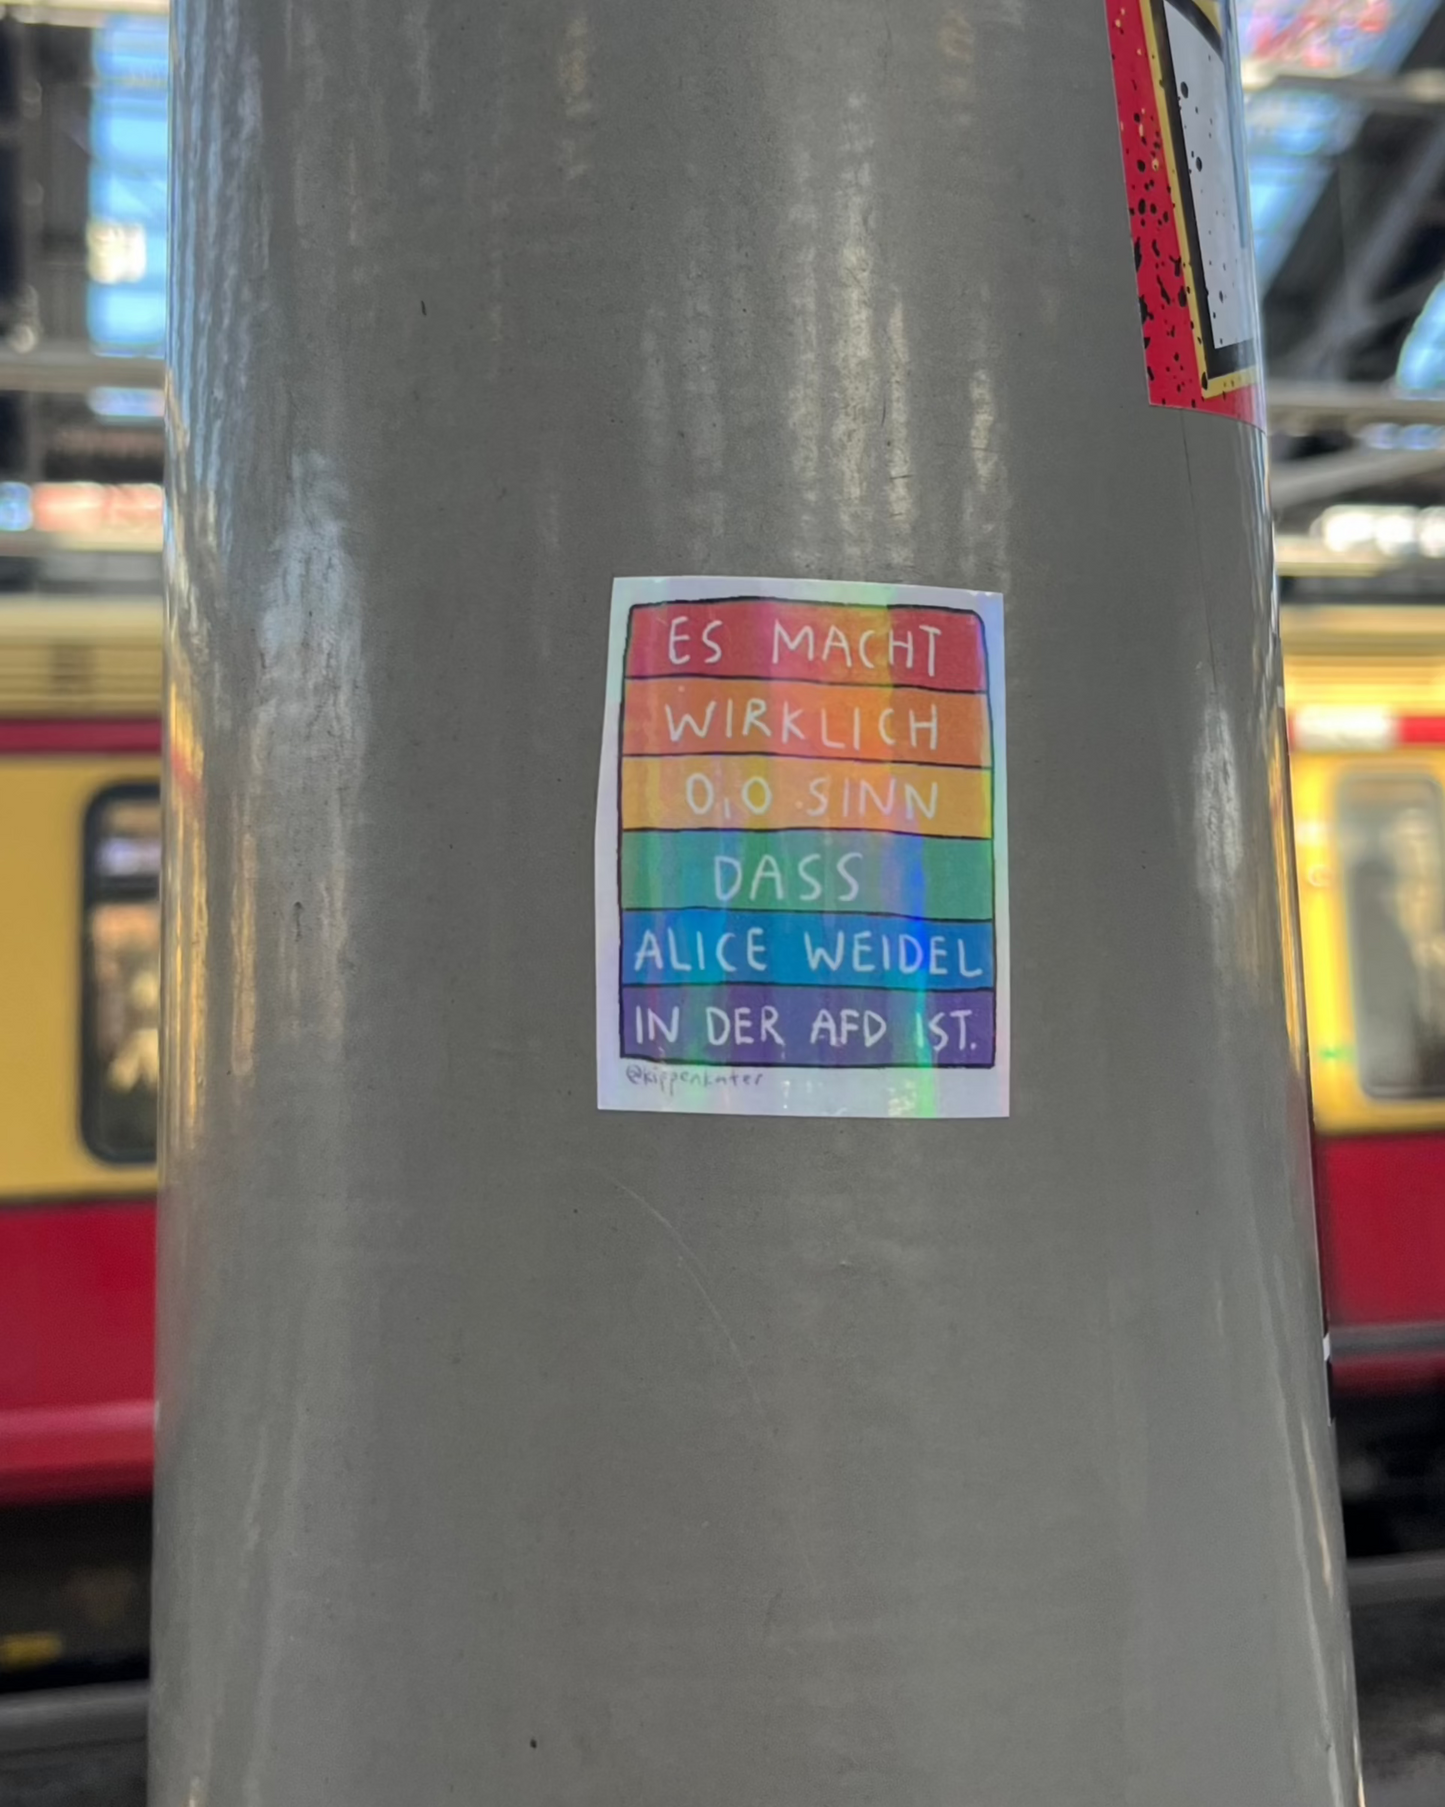 ES MACHT
WIRKLICH
0,0 SINN
DASS
ALICE WEIDEL
IN DER AFD IST.
@kippenkater